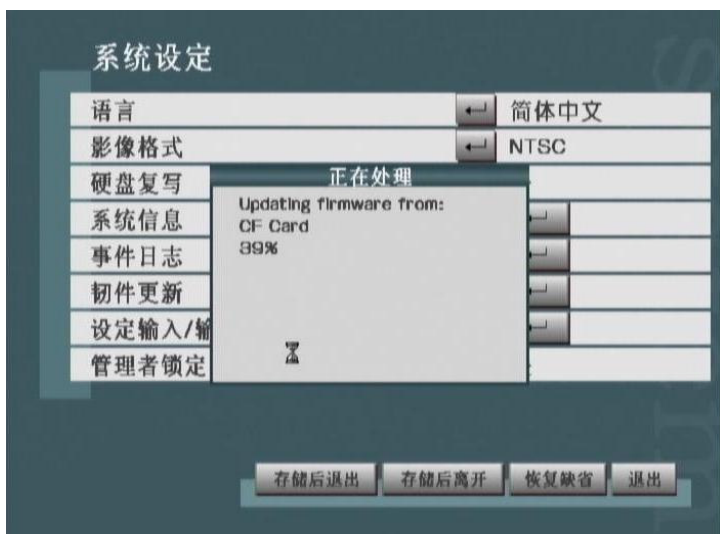 系统设定
语言 简体中文
影像格式 NTSC
硬盘复写
正在处理
Updating firmware from:
CF Card
39%
系统信息
事件日志
韧件更新
设定输入/输
管理者锁定
存储后退出 存储后离开 恢复缺省 退出